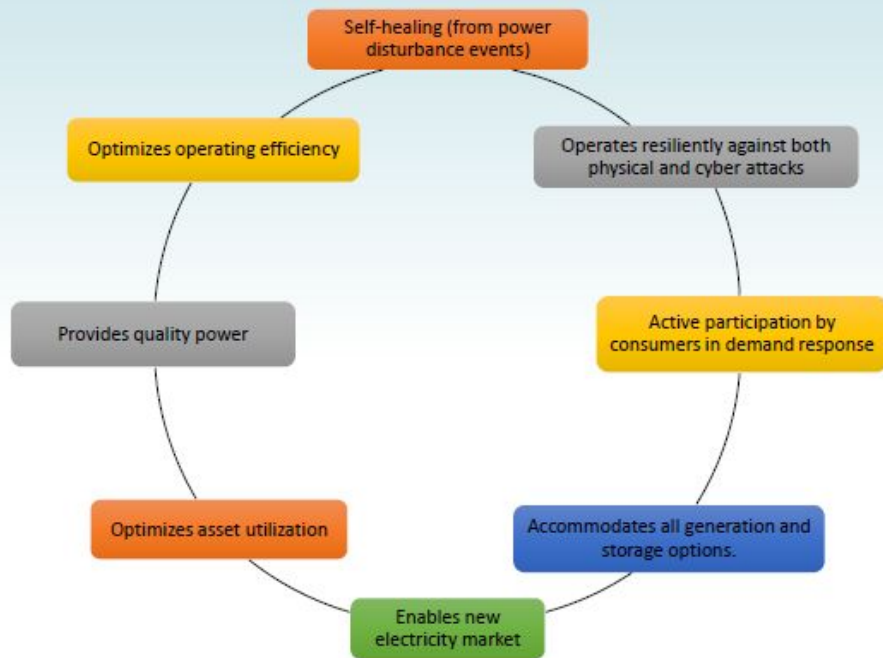 Self-healing (from power
disturbance events)
Optimizes operating efficiency
Operates resiliently against both
physical and cyber attacks
Provides quality power
Active participation by
consumers in demand response
Optimizes asset utilization
Accommodates all generation and
storage options.
Enables new
electricity market